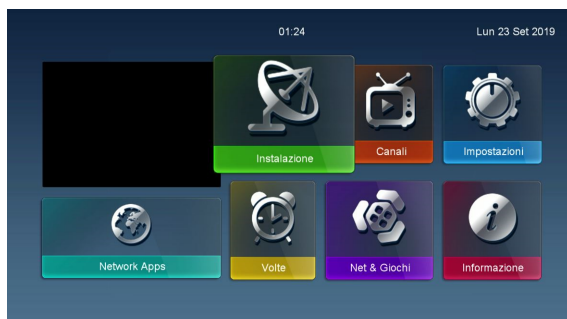 01:24
Lun 23 Set 2019
Instalazione
Canali
Impostazioni
Network Apps
Volte
Net & Giochi
Informazione